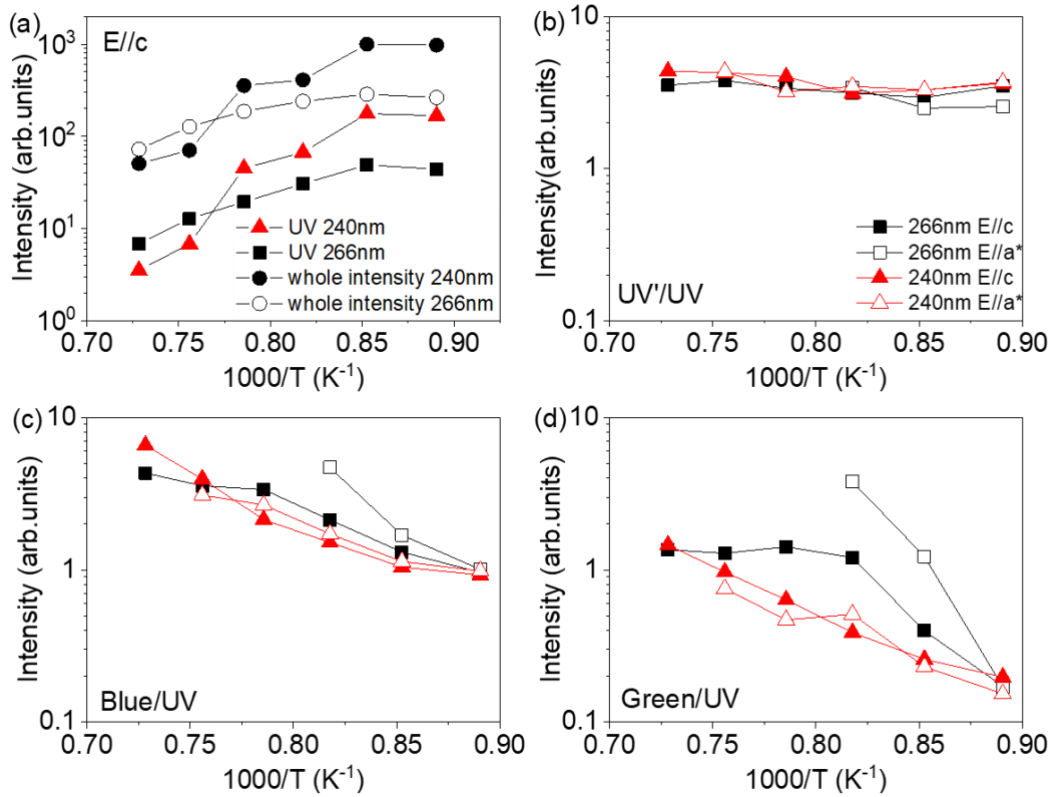 (a)
E//c
Intensity (arb.units)
10³
10²
10¹
10⁰
UV 240nm
UV 266nm
whole intensity 240nm
whole intensity 266nm
0.70 0.75 0.80 0.85 0.90
1000/T (K⁻¹)
(b)
Intensity(arb.units)
10
1
0.1
266nm E//c
266nm E//a*
240nm E//c
240nm E//a*
UV'/UV
0.70 0.75 0.80 0.85 0.90
1000/T (K⁻¹)
(c)
Intensity (arb.units)
10
1
0.1
Blue/UV
0.70 0.75 0.80 0.85 0.90
1000/T (K⁻¹)
(d)
Intensity (arb.units)
10
1
0.1
Green/UV
0.70 0.75 0.80 0.85 0.90
1000/T (K⁻¹)